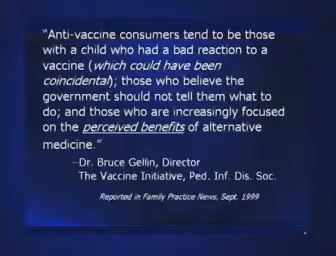 "Anti-vaccine consumers tend to be those
with a child who had a bad reaction to a
vaccine (which could have been
coincidental); those who believe the
government should not tell them what to
do; and those who are increasingly focused
on the perceived benefits of alternative
medicine."
–Dr. Bruce Gellin, Director
The Vaccine Initiative, Ped. Inf. Dis. Soc.
Reported in Family Practice News, Sept. 1999